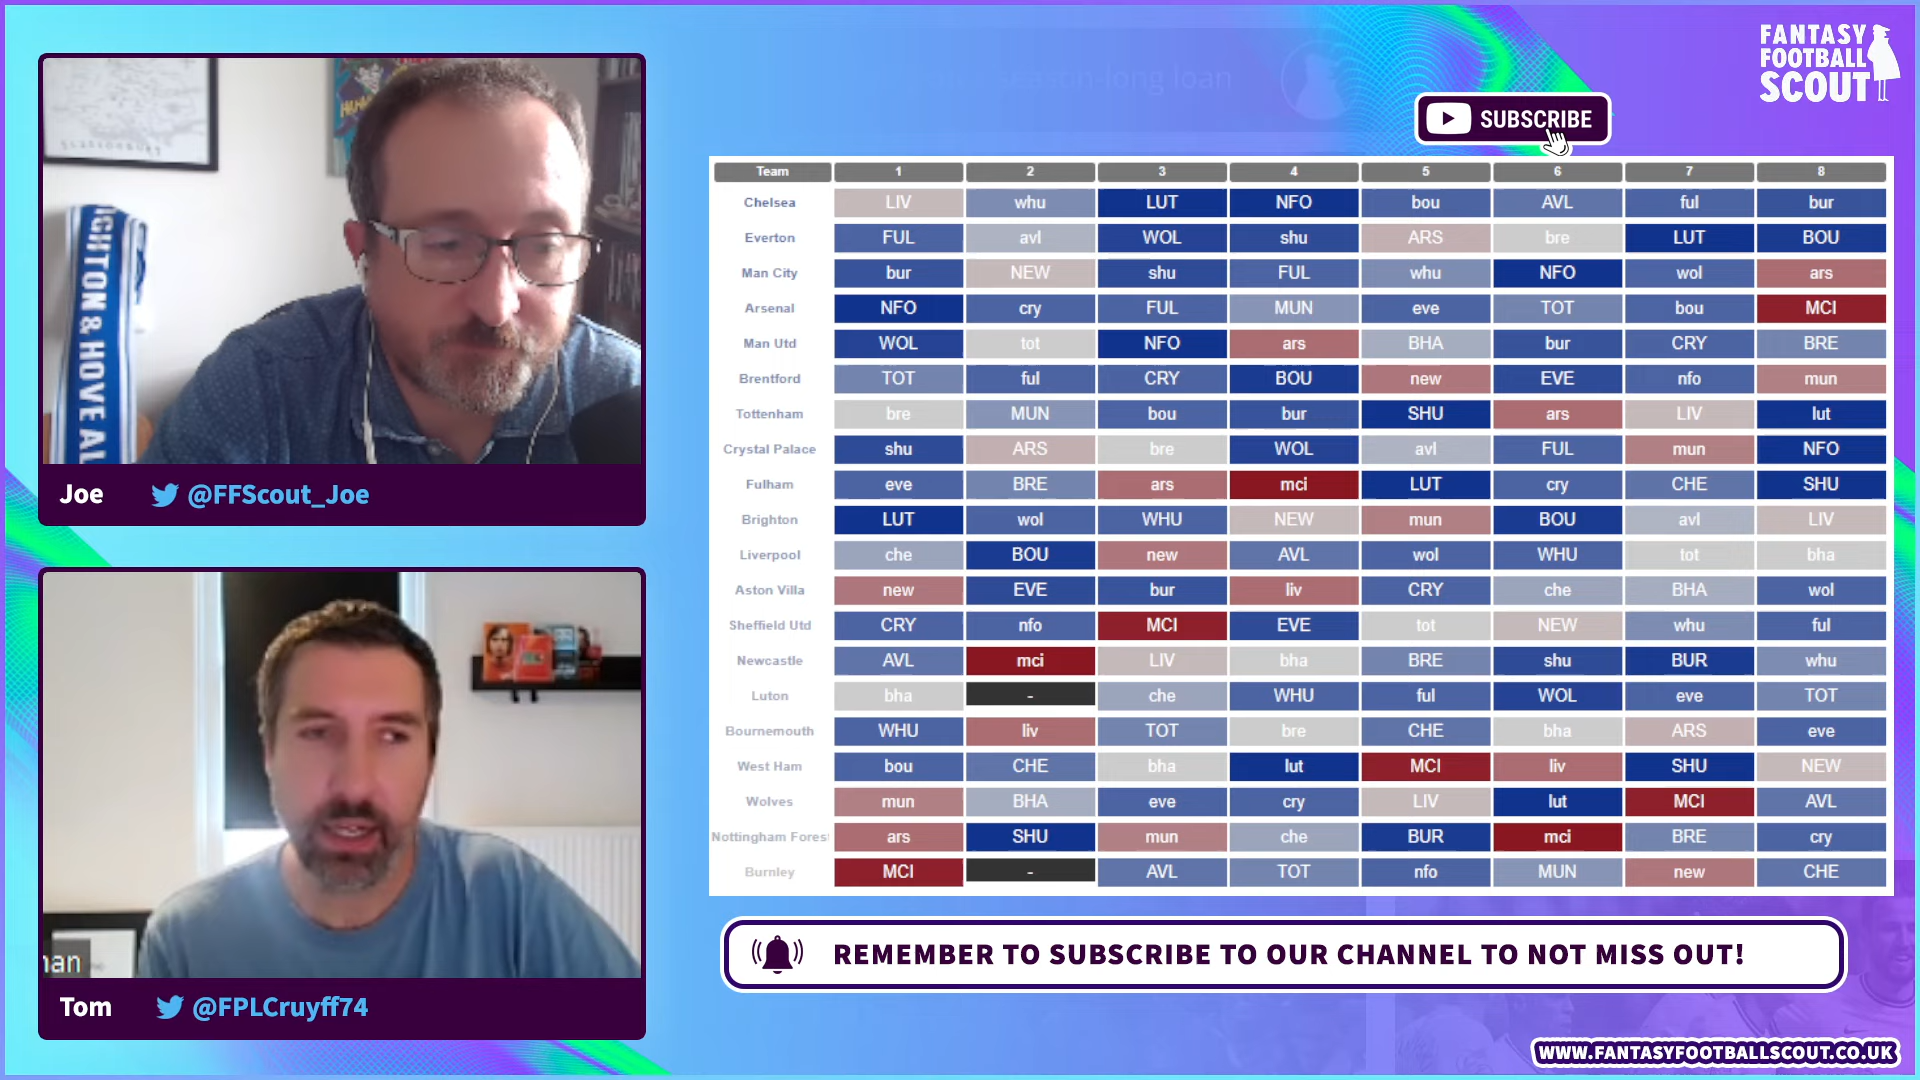 FANTASY
FOOTBALL
SCOUT
season-long loan
SUBSCRIBE
IGHTON & HOVE AL
Joe @FFScout_Joe
Team 1 2 3 4 5 6 7 8
Chelsea LIV whu LUT NFO bou AVL ful bur
Everton FUL avl WOL shu ARS bre LUT BOU
Man City bur NEW shu FUL whu NFO wol ars
Arsenal NFO cry FUL MUN eve TOT bou MCI
Man Utd WOL tot NFO ars BHA bur CRY BRE
Brentford TOT ful CRY BOU new EVE nfo mun
Tottenham bre MUN bou bur SHU ars LIV lut
Crystal Palace shu ARS bre WOL avl FUL mun NFO
Fulham eve BRE ars mci LUT cry CHE SHU
Brighton LUT wol WHU NEW mun BOU avl LIV
Liverpool che BOU new AVL wol WHU tot bha
Aston Villa new EVE bur liv CRY che BHA wol
Sheffield Utd CRY nfo MCI EVE tot NEW whu ful
Newcastle AVL mci LIV bha BRE shu BUR whu
Luton bha - che WHU ful WOL eve TOT
Bournemouth WHU liv TOT bre CHE bha ARS eve
West Ham bou CHE bha lut MCI liv SHU NEW
Wolves mun BHA eve cry LIV lut MCI AVL
Nottingham Fores ars SHU mun che BUR mci BRE cry
Burnley MCI - AVL TOT nfo MUN new CHE
nan
Tom @FPLCruyff74
REMEMBER TO SUBSCRIBE TO OUR CHANNEL TO NOT MISS OUT!
WWW.FANTASYFOOTBALLSCOUT.CO.UK